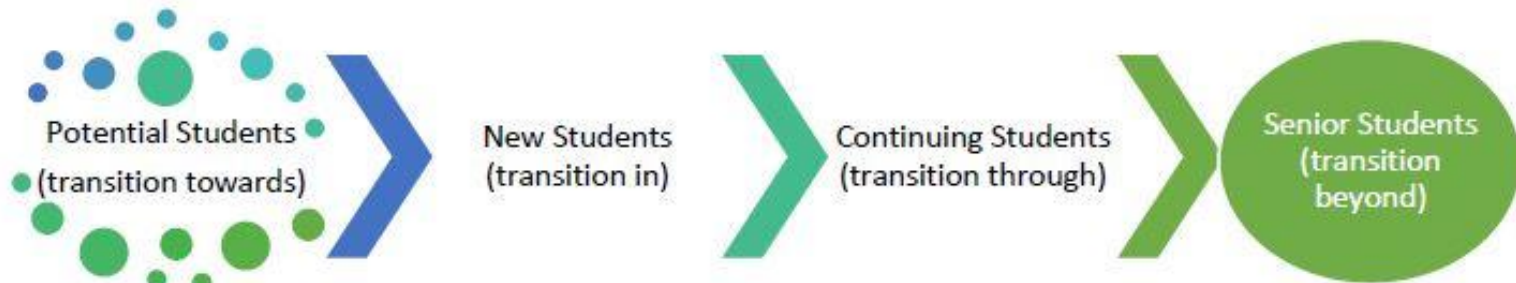 Potential Students
(transition towards)
New Students
(transition in)
Continuing Students
(transition through)
Senior Students
(transition
beyond)